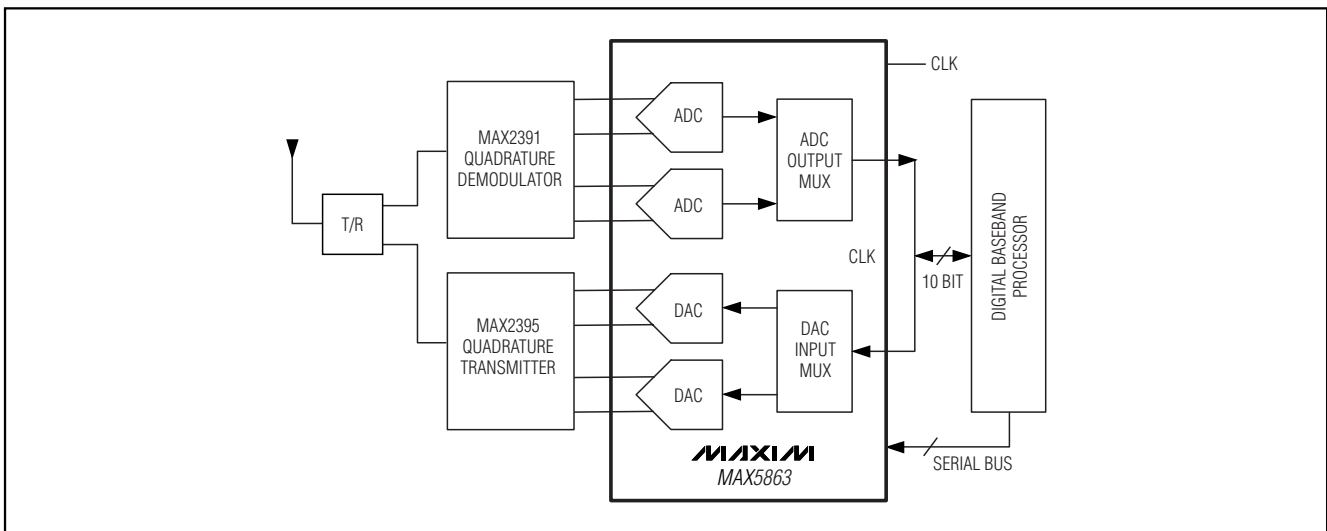 CLK
MAX2391
QUADRATURE
DEMODULATOR
ADC
ADC
ADC
OUTPUT
MUX
T/R
CLK
10 BIT
DIGITAL BASEBAND
PROCESSOR
MAX2395
QUADRATURE
TRANSMITTER
DAC
DAC
DAC
INPUT
MUX
MAXIM
MAX5863
SERIAL BUS